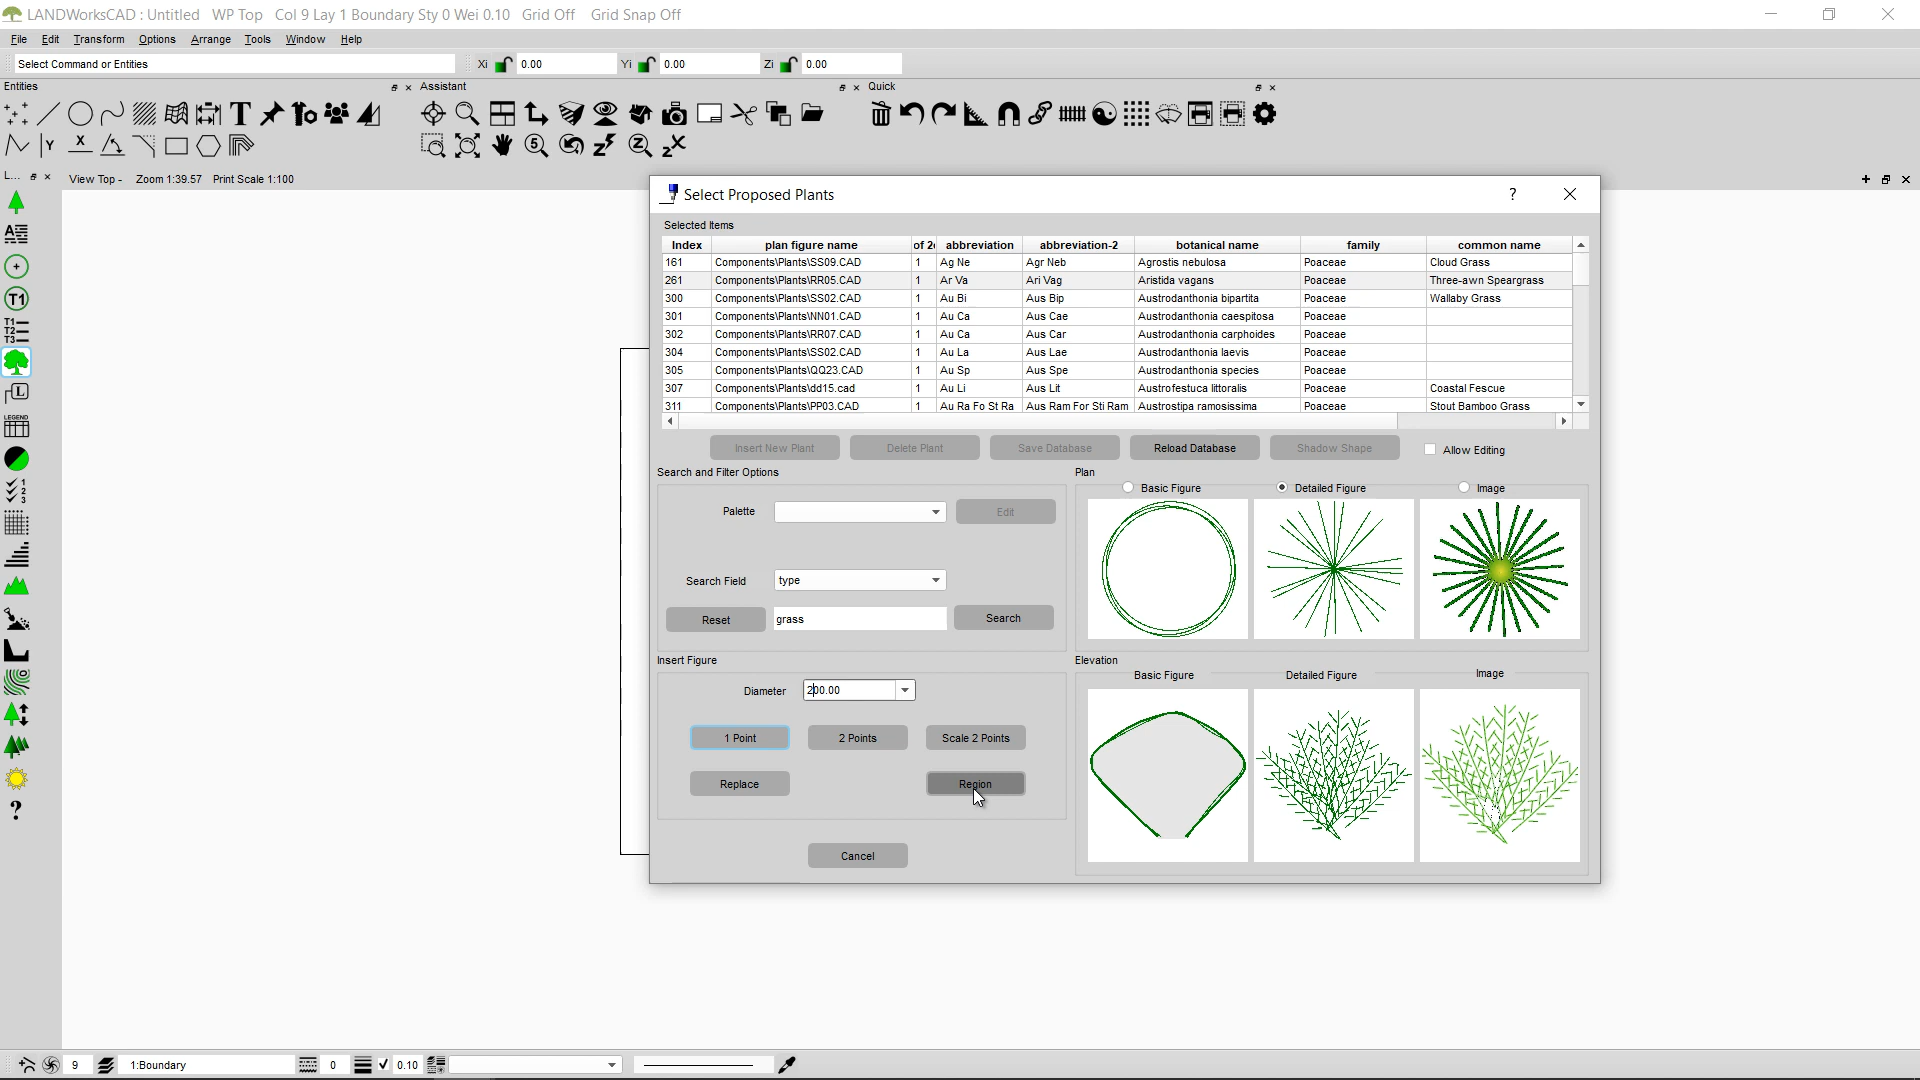 LANDWorksCAD : Untitled WP Top Col 9 Lay 1 Boundary Sty 0 Wei 0.10 Grid Off Grid Snap Off
File Edit Transform Options Arrange Tools Window Help
Select Command or Entities Xi 0.00 Yi 0.00 Zi 0.00
Entities Assistant Quick
L... View Top - Zoom 1:39.57 Print Scale 1:100
Select Proposed Plants ?
Selected Items
Index plan figure name of 2 abbreviation abbreviation-2 botanical name family common name
161 Components\Plants\SS09.CAD 1 Ag Ne Agr Neb Agrostis nebulosa Poaceae Cloud Grass
261 Components\Plants\RR05.CAD 1 Ar Va Ari Vag Aristida vagans Poaceae Three-awn Speargrass
300 Components\Plants\SS02.CAD 1 Au Bi Aus Bip Austrodanthonia bipartita Poaceae Wallaby Grass
301 Components\Plants\NN01.CAD 1 Au Ca Aus Cae Austrodanthonia caespitosa Poaceae
302 Components\Plants\RR07.CAD 1 Au Ca Aus Car Austrodanthonia carphoides Poaceae
304 Components\Plants\SS02.CAD 1 Au La Aus Lae Austrodanthonia laevis Poaceae
305 Components\Plants\QQ23.CAD 1 Au Sp Aus Spe Austrodanthonia species Poaceae
307 Components\Plants\dd15.cad 1 Au Li Aus Lit Austrofestuca littoralis Poaceae Coastal Fescue
311 Components\Plants\PP03.CAD 1 Au Ra Fo St Ra Aus Ram For Sti Ram Austrostipa ramosissima Poaceae Stout Bamboo Grass
Insert New Plant Delete Plant Save Database Reload Database Shadow Shape Allow Editing
Search and Filter Options
Palette Edit
Search Field type
Reset grass Search
Plan
Basic Figure Detailed Figure Image
Insert Figure
Diameter 200.00
1 Point 2 Points Scale 2 Points
Replace Region
Cancel
Elevation
Basic Figure Detailed Figure Image
T1
T1
T2
T3
L
LEGEND
1
2
3
?
9 1:Boundary 0 0.10